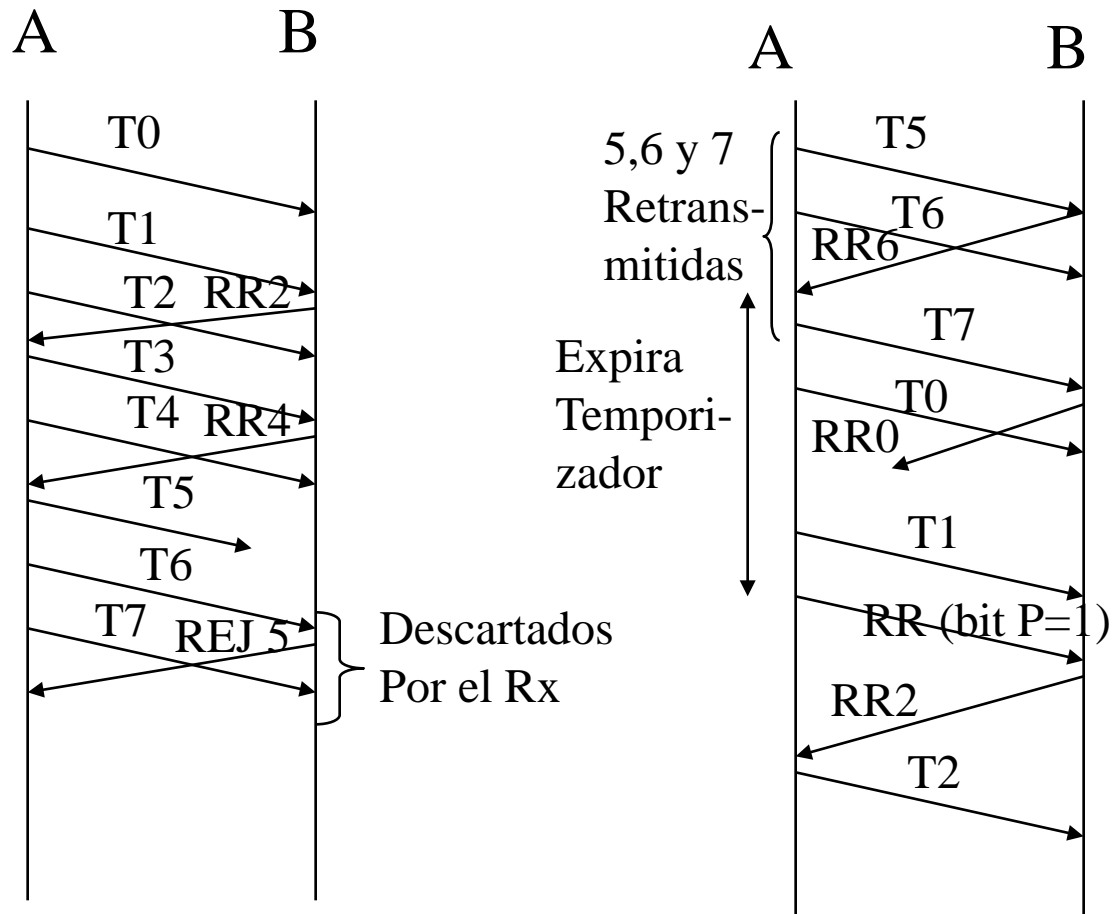 A
B
T0
T1
T2
RR2
T3
T4
RR4
T5
T6
T7
REJ 5
Descartados
Por el Rx
A
B
5,6 y 7
Retrans-
mitidas
T5
T6
RR6
T7
Expira
Tempori-
zador
T0
RR0
T1
RR (bit P=1)
RR2
T2